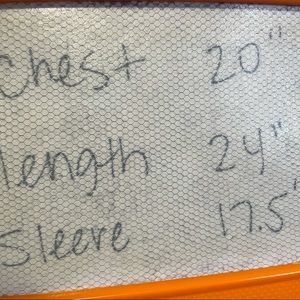 Chest 20"
length 24"
Sleeve 17.5"